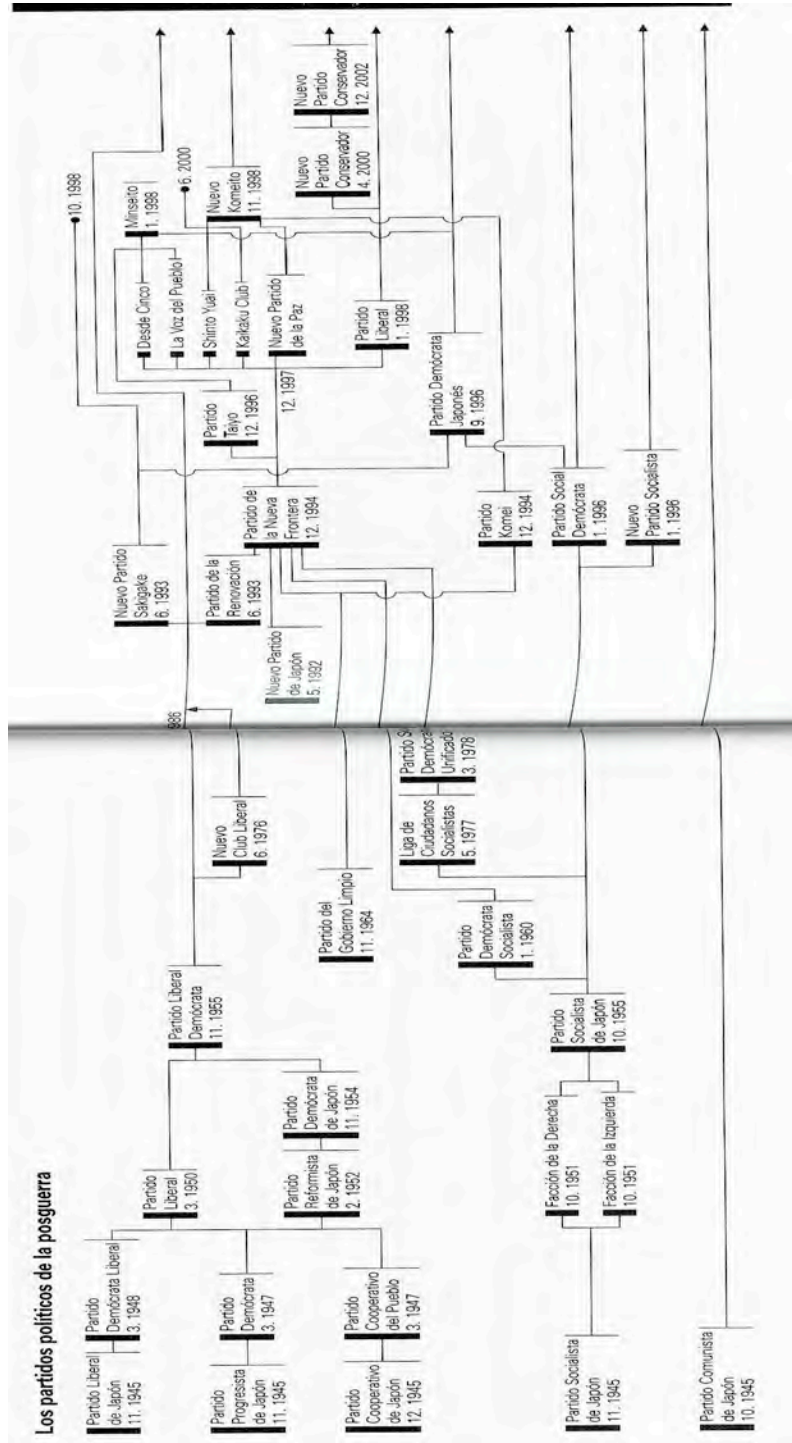 Los partidos políticos de la posguerra
Partido Liberal
de Japón
11. 1945
Partido
Demócrata Liberal
3. 1948
Partido
Progresista
de Japón
11. 1945
Partido
Demócrata
3. 1947
Partido
Cooperativo
de Japón
12. 1945
Partido
Cooperativo
del Pueblo
3. 1947
Partido
Liberal
3. 1950
Partido
Reformista
de Japón
2. 1952
Partido
Demócrata
de Japón
11. 1954
Partido Liberal
Demócrata
11. 1955
Nuevo
Club Liberal
6. 1976
Partido del
Gobierno Limpio
11. 1964
Partido Socialista
de Japón
11. 1945
Facción de la Derecha
10. 1951
Facción de la Izquierda
10. 1951
Partido
Socialista
de Japón
10. 1955
Partido
Demócrata
Socialista
1. 1960
Liga de
Ciudadanos
Socialistas
5. 1977
Partido
Unificado
3. 1978
Partido Comunista
de Japón
10. 1945
986
Nuevo Partido
Sakigake
6. 1993
Partido de la
Renovación
6. 1993
Nuevo Partido
de Japón
5. 1992
Partido de
la Nueva
Frontera
12. 1994
Partido
Taiyo
12. 1996
12. 1997
Desde Cinco
La Voz del Pueblo
Shinto Yuai
Kaikaku Club
Nuevo Partido
de la Paz
Minseito
1. 1998
10. 1998
6. 2000
Nuevo
Komeito
11. 1998
Partido
Liberal
1. 1998
Nuevo
Partido
Conservador
4. 2000
Nuevo
Partido
Conservador
12. 2002
Partido Demócrata
Japonés
9. 1996
Partido
Komei
12. 1994
Partido Social
Demócrata
1. 1996
Nuevo
Partido Socialista
1. 1996